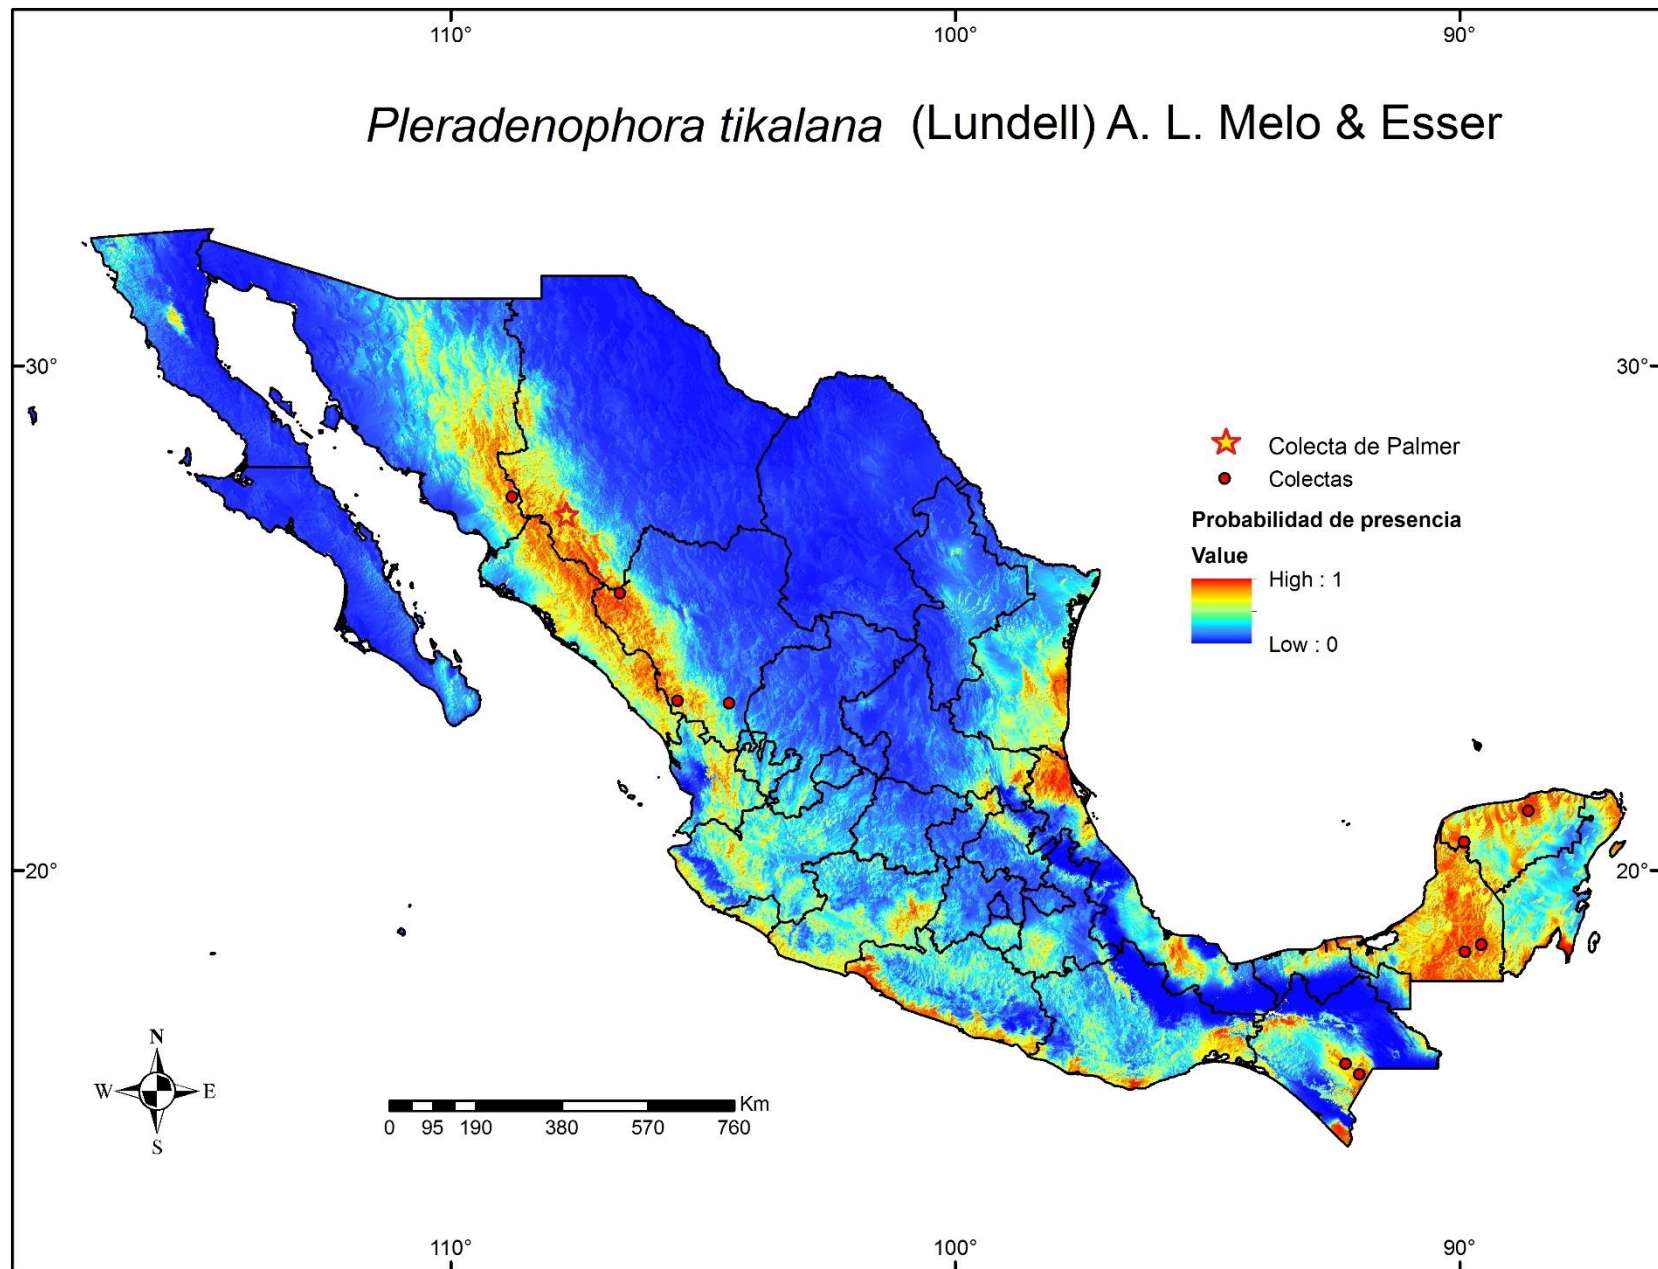 110° 100° 90°
Pleradenophora tikalana (Lundell) A. L. Melo & Esser
30° 30°
Colecta de Palmer
Colectas
Probabilidad de presencia
Value
High : 1
Low : 0
20° 20°
N
W E
S
Km
0 95 190 380 570 760
110° 100° 90°